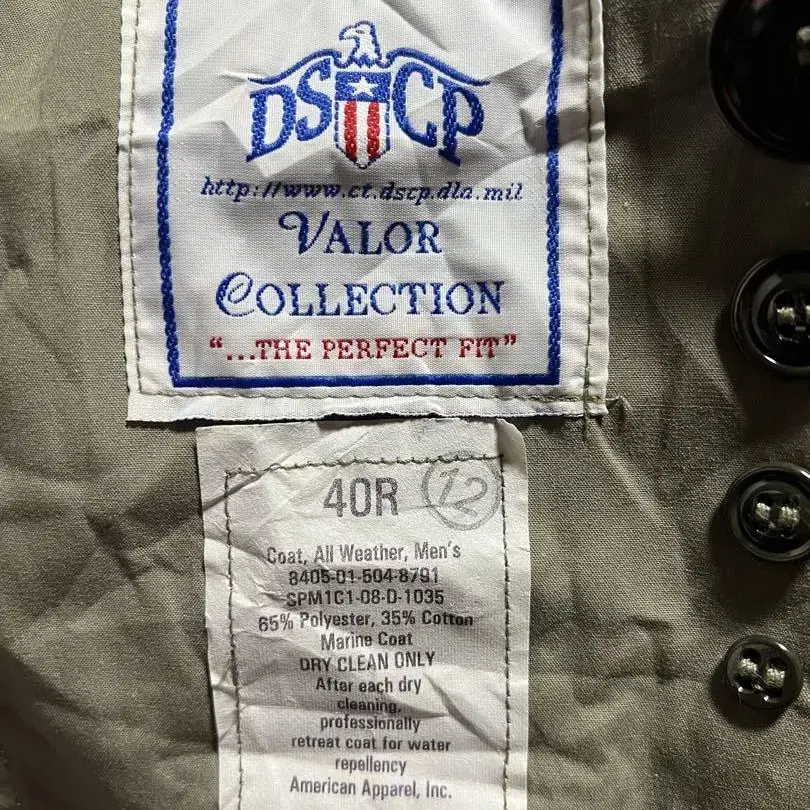 DSCP
http://www.ct.dscp.dla.mil
VALOR
COLLECTION
"...THE PERFECT FIT"
40R 12
Coat, All Weather, Men's
8405-01-504-8791
SPM1C1-08-D-1035
65% Polyester, 35% Cotton
Marine Coat
DRY CLEAN ONLY
After each dry
cleaning,
professionally
retreat coat for water
repellency
American Apparel, Inc.